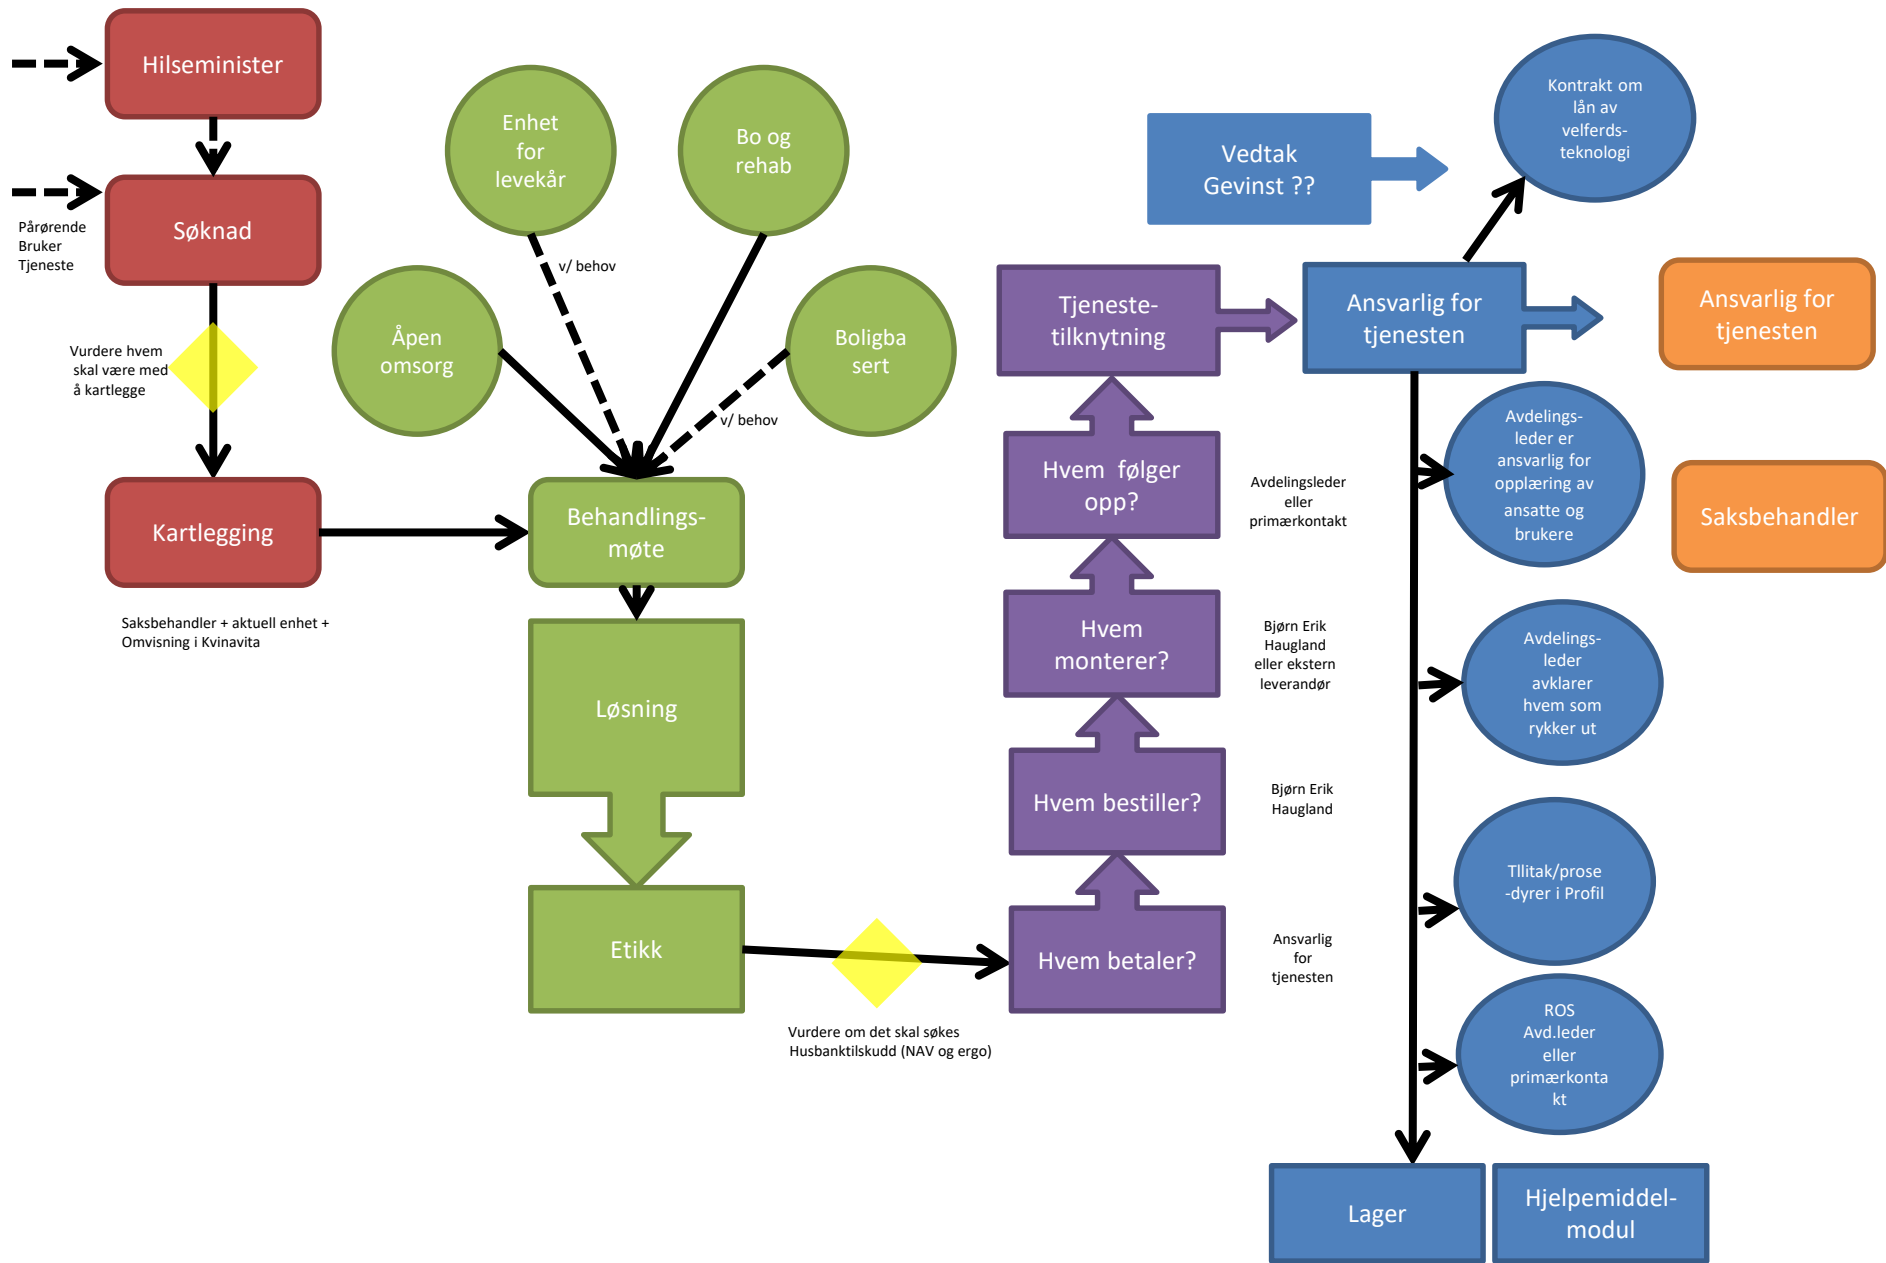 Hilseminister
Søknad
Pårørende
Bruker
Tjeneste
Vurdere hvem
skal være med
å kartlegge
Kartlegging
Saksbehandler + aktuell enhet +
Omvisning i Kvinavita
Enhet
for
levekår
Bo og
rehab
v/ behov
Åpen
omsorg
Boligba
sert
v/ behov
Behandlings-
møte
Løsning
Etikk
Vurdere om det skal søkes
Husbanktilskudd (NAV og ergo)
Tjeneste-
tilknytning
Hvem  følger
opp?
Avdelingsleder
eller
primærkontakt
Hvem
monterer?
Bjørn Erik
Haugland
eller ekstern
leverandør
Hvem bestiller?
Bjørn Erik
Haugland
Hvem betaler?
Ansvarlig
for
tjenesten
Vedtak
Gevinst ??
Kontrakt om
lån av
velferds-
teknologi
Ansvarlig for
tjenesten
Ansvarlig for
tjenesten
Avdelings-
leder er
ansvarlig for
opplæring av
ansatte og
brukere
Saksbehandler
Avdelings-
leder
avklarer
hvem som
rykker ut
Tllitak/prose
-dyrer i Profil
ROS
Avd.leder
eller
primærkonta
kt
Lager
Hjelpemiddel-
modul